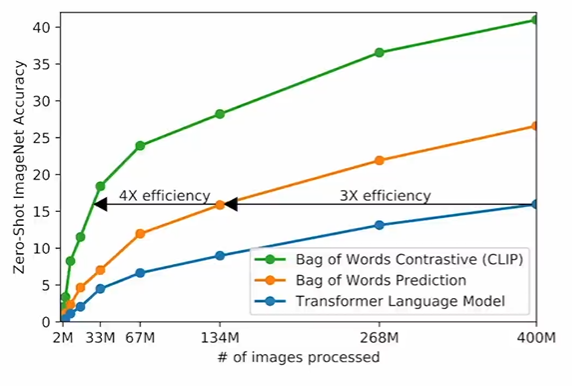 Zero-Shot ImageNet Accuracy
40
35
30
25
20
15
10
5
0
4X efficiency
3X efficiency
Bag of Words Contrastive (CLIP)
Bag of Words Prediction
Transformer Language Model
2M 33M 67M 134M 268M 400M
# of images processed